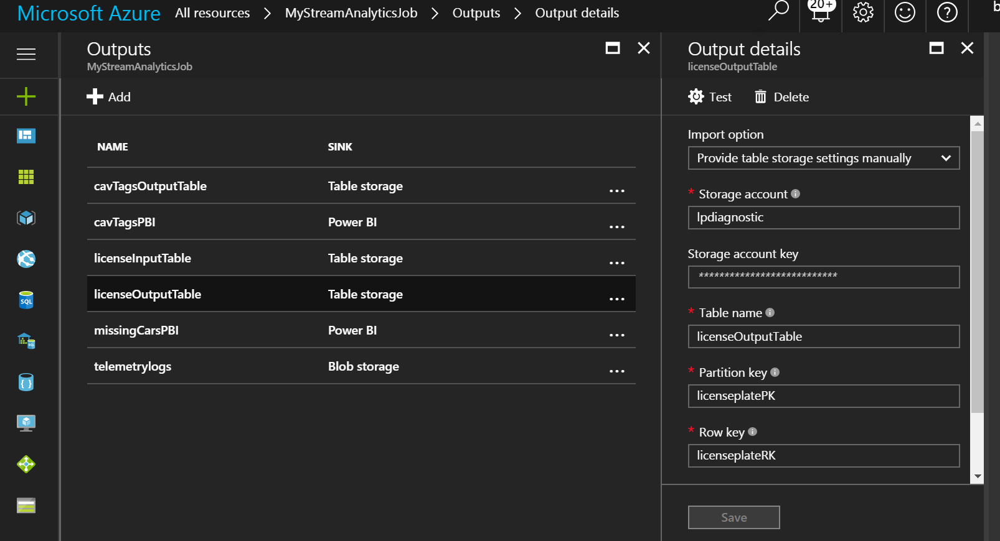 Microsoft Azure All resources > MyStreamAnalyticsJob > Outputs > Output details 20+
Outputs
MyStreamAnalyticsJob
Add
NAME SINK
cavTagsOutputTable Table storage ...
cavTagsPBI Power BI ...
licenseInputTable Table storage ...
licenseOutputTable Table storage ...
missingCarsPBI Power BI ...
telemetrylogs Blob storage ...
Output details
licenseOutputTable
Test Delete
Import option
Provide table storage settings manually
* Storage account
lpdiagnostic
Storage account key
***************************
* Table name
licenseOutputTable
* Partition key
licenseplatePK
* Row key
licenseplateRK
Save
SQL
SQL
{ }